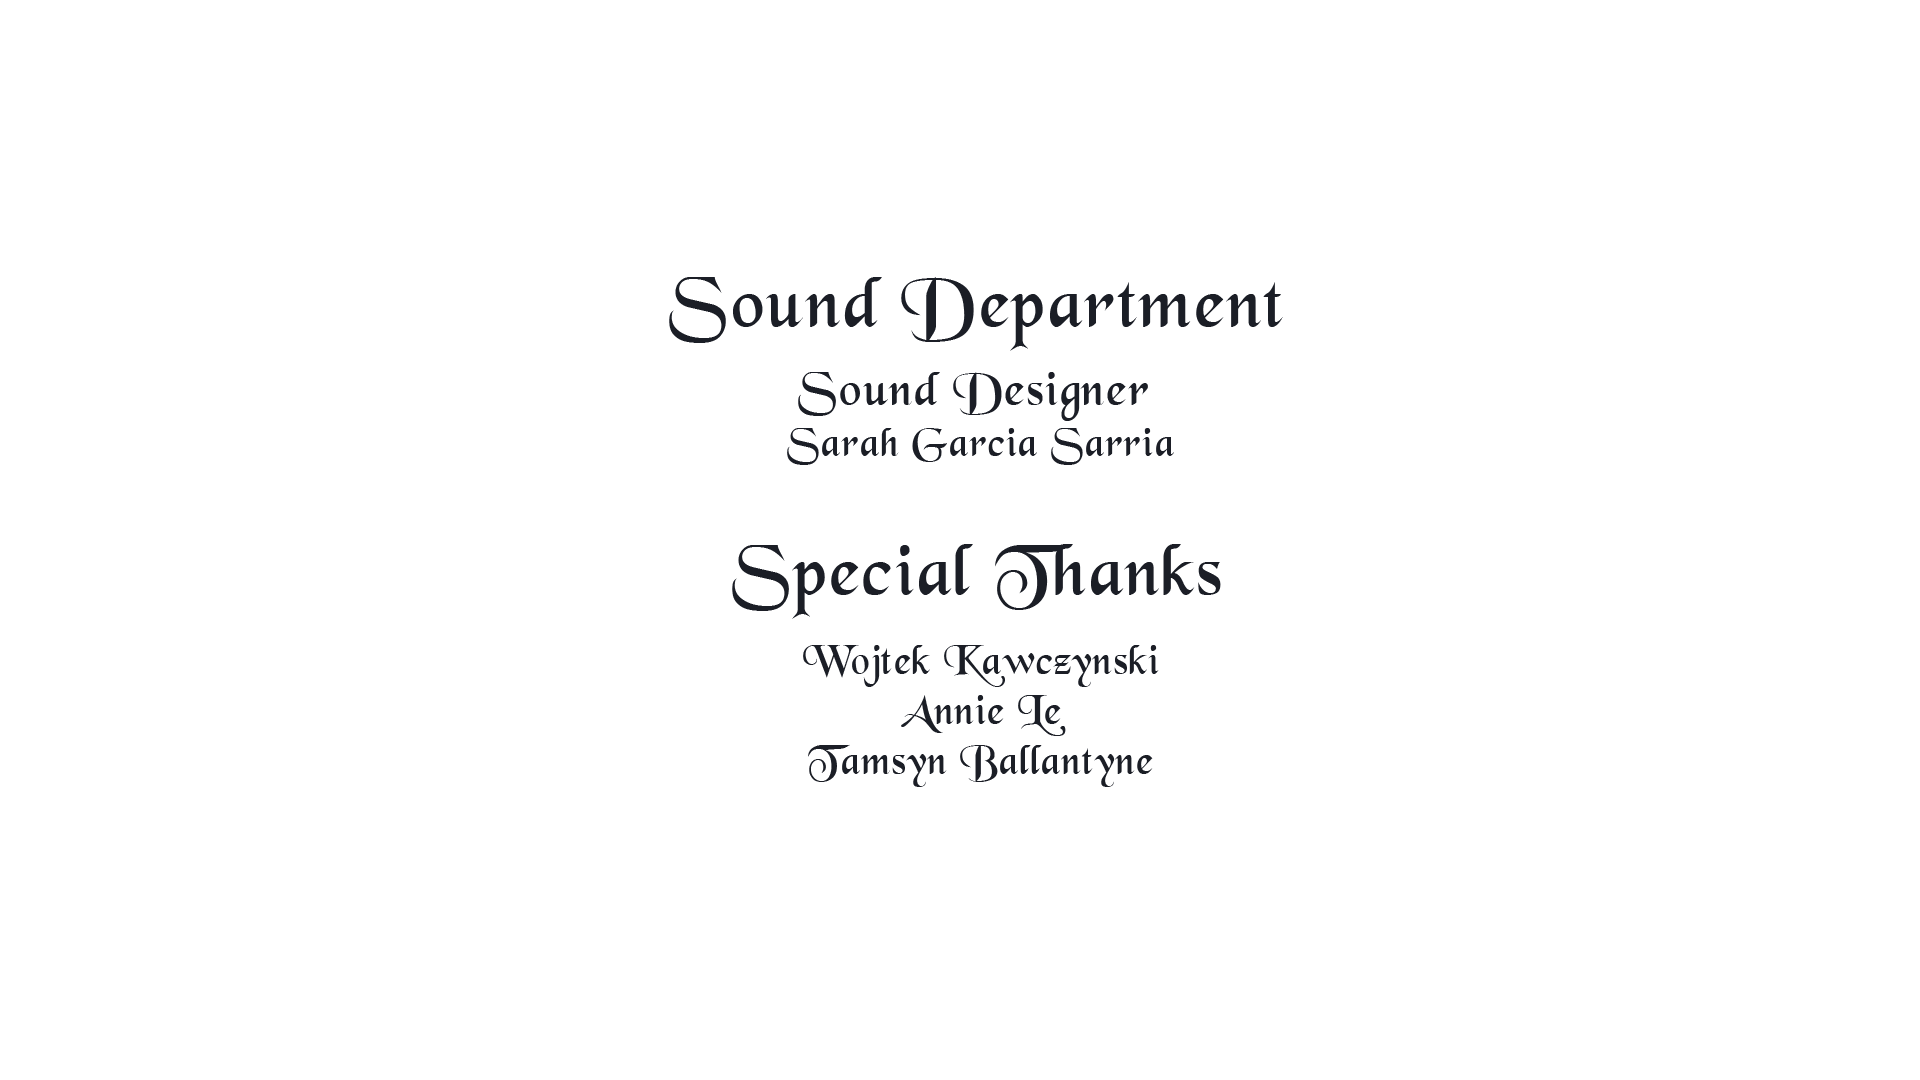 Sound Department
Sound Designer
Sarah Garcia Sarria
Special Thanks
Wojtek Kawczynski
Annie Le
Tamsyn Ballantyne